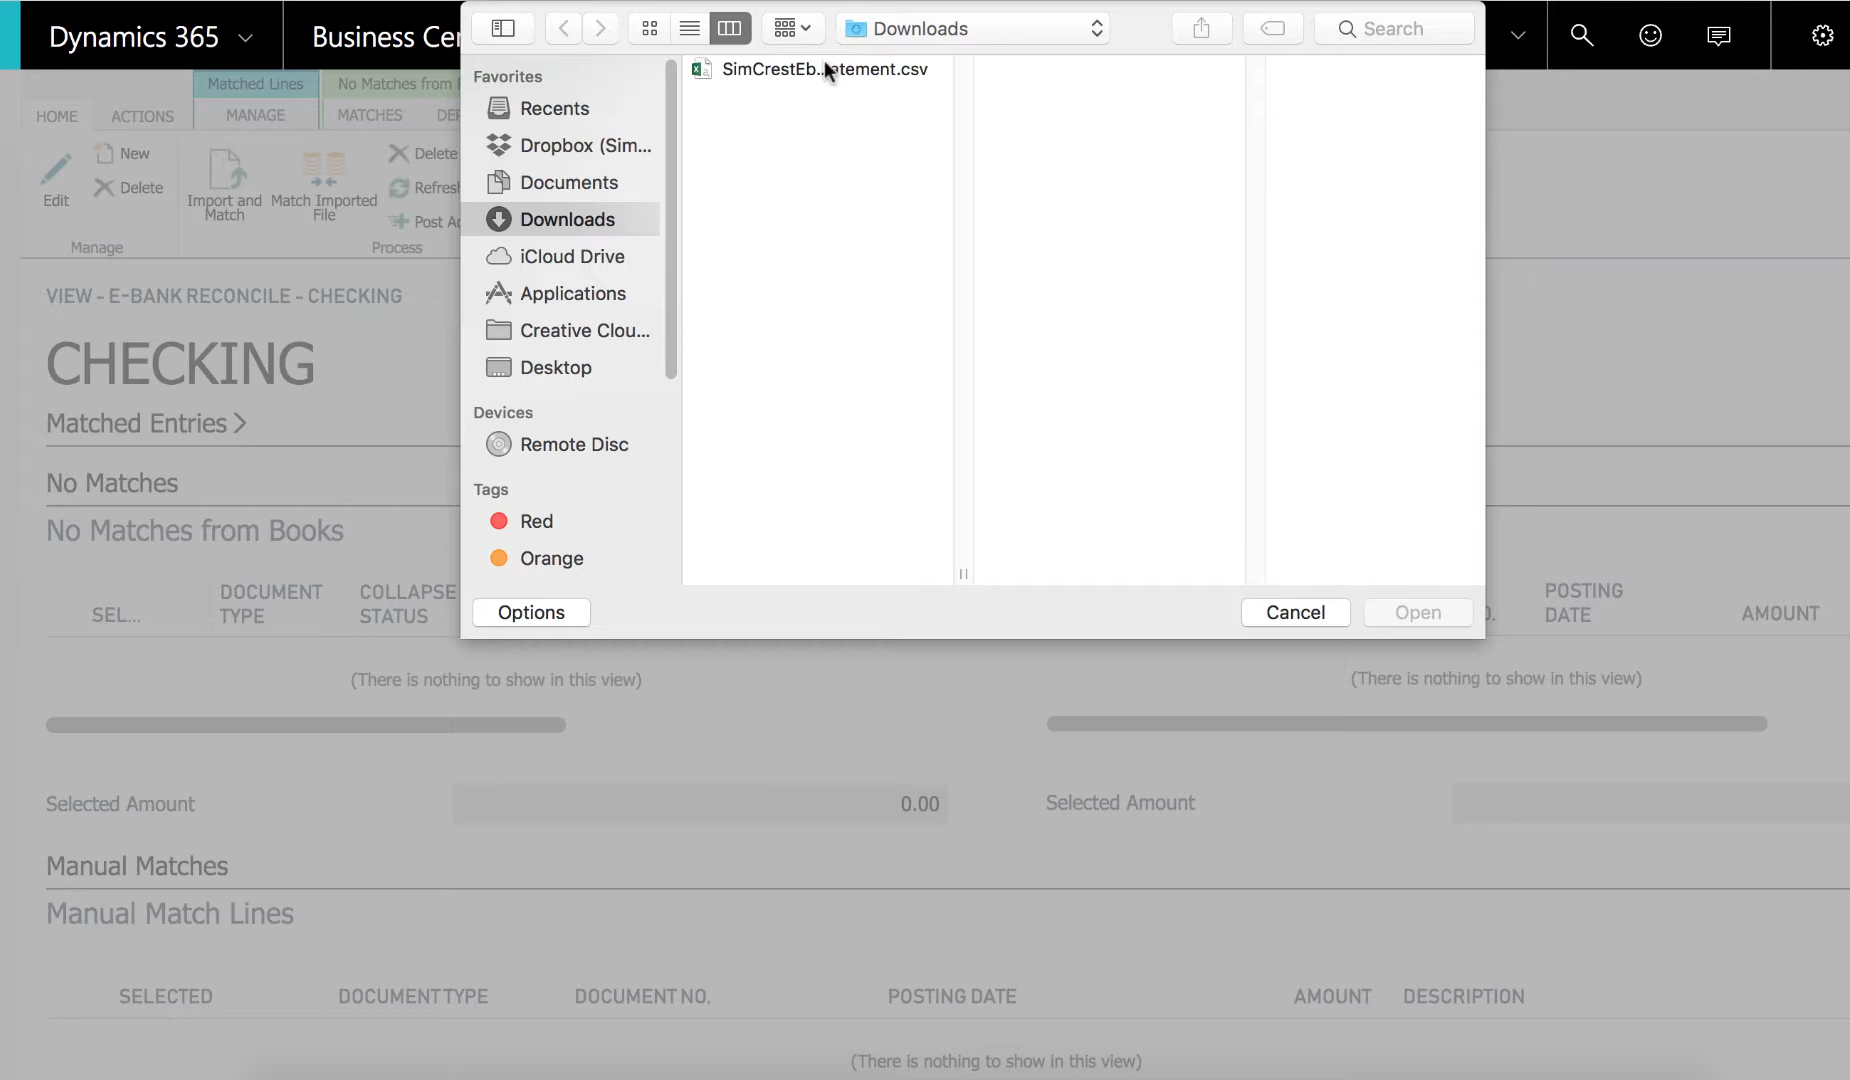 Dynamics 365
Business Ce
Downloads
Search
Matched Lines
No Matches from
HOME
ACTIONS
MANAGE
MATCHES
DE
Edit
New
Delete
Import and
Match
Match Imported
File
Delete
Refresh
Post A
Manage
Process
Favorites
Recents
Dropbox (Sim...
Documents
Downloads
iCloud Drive
Applications
Creative Clou...
Desktop
Devices
Remote Disc
Tags
Red
Orange
SimCrestEb...atement.csv
Options
Cancel
Open
VIEW - E-BANK RECONCILE - CHECKING
CHECKING
Matched Entries
No Matches
No Matches from Books
SEL...
DOCUMENT
TYPE
COLLAPSE
STATUS
POSTING
DATE
AMOUNT
(There is nothing to show in this view)
(There is nothing to show in this view)
Selected Amount
0.00
Selected Amount
Manual Matches
Manual Match Lines
SELECTED
DOCUMENT TYPE
DOCUMENT NO.
POSTING DATE
AMOUNT
DESCRIPTION
(There is nothing to show in this view)